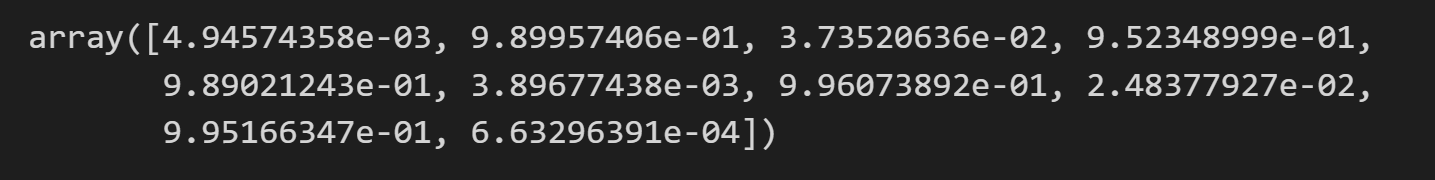 array([4.94574358e-03, 9.89957406e-01, 3.73520636e-02, 9.52348999e-01,
9.89021243e-01, 3.89677438e-03, 9.96073892e-01, 2.48377927e-02,
9.95166347e-01, 6.63296391e-04])